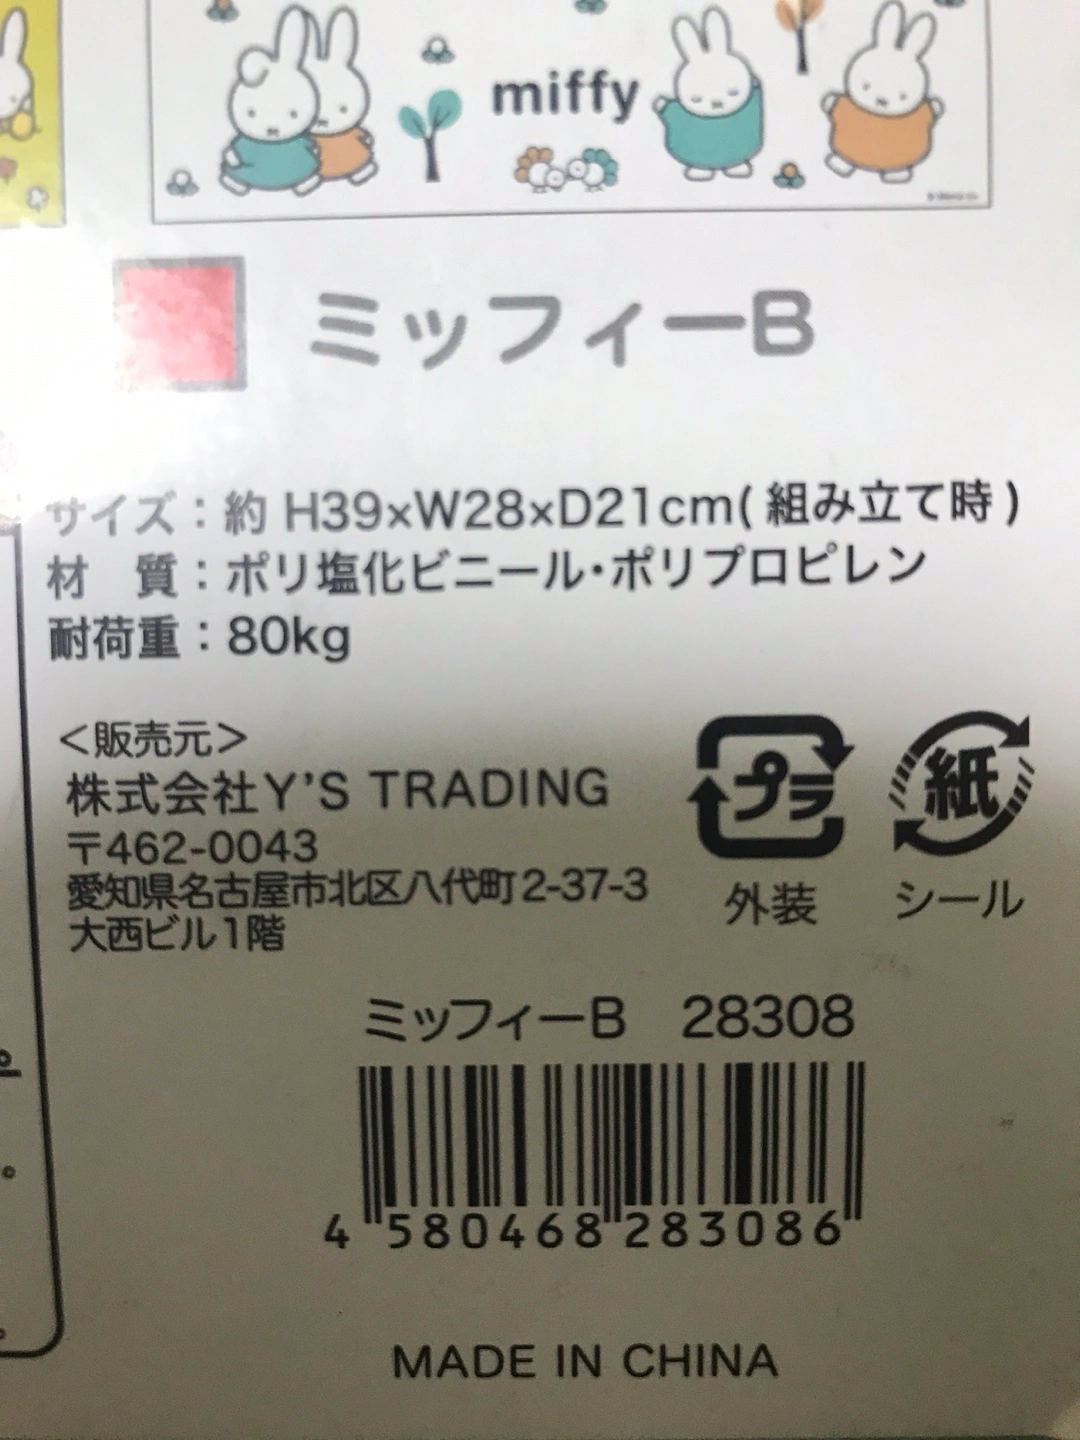 miffy
ミッフィーB
サイズ：約 H39×W28×D21cm( 組み立て時 )
材　質：ポリ塩化ビニール・ポリプロピレン
耐荷重：80kg
＜販売元＞
株式会社Y'S TRADING
〒462-0043
愛知県名古屋市北区八代町2-37-3
大西ビル1階
プラ
外装
紙
シール
ミッフィーB　28308
4 580468 283086
MADE IN CHINA